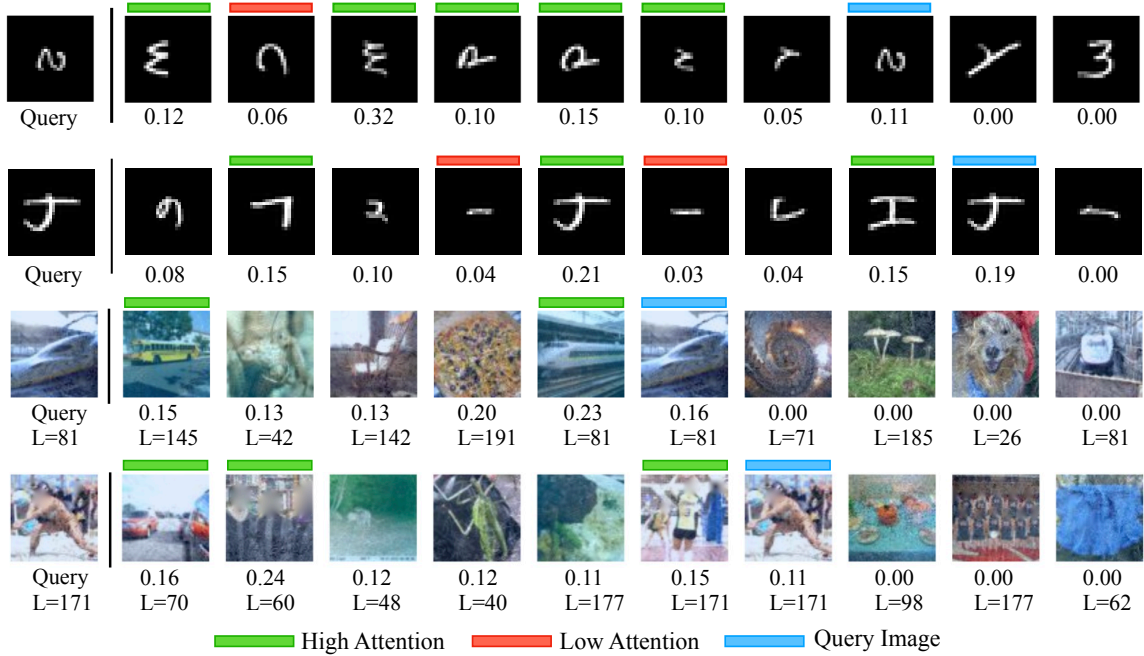 Query 0.12 0.06 0.32 0.10 0.15 0.10 0.05 0.11 0.00 0.00
Query 0.08 0.15 0.10 0.04 0.21 0.03 0.04 0.15 0.19 0.00
Query 0.15 0.13 0.13 0.20 0.23 0.16 0.00 0.00 0.00 0.00
L=81 L=145 L=42 L=142 L=191 L=81 L=81 L=71 L=185 L=26 L=81
Query 0.16 0.24 0.12 0.12 0.11 0.15 0.11 0.00 0.00 0.00
L=171 L=70 L=60 L=48 L=40 L=177 L=171 L=171 L=98 L=177 L=62
High Attention Low Attention Query Image